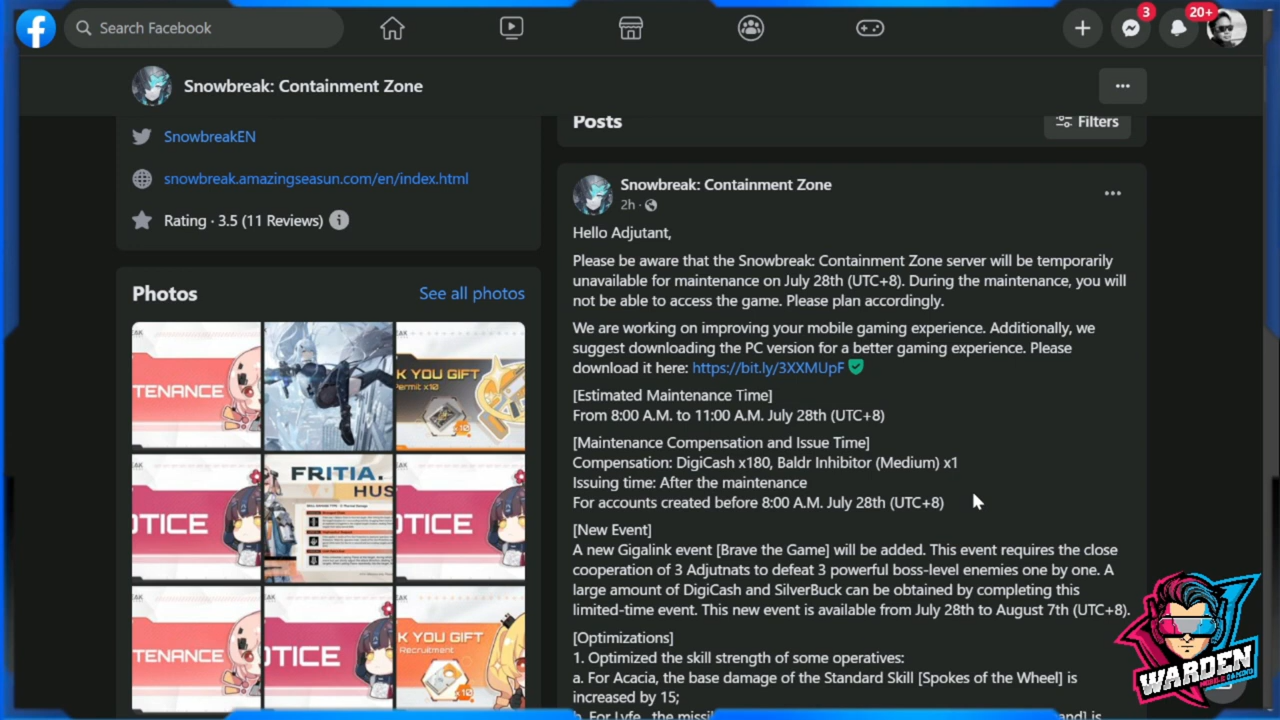 Search Facebook
3
20+
Snowbreak: Containment Zone
SnowbreakEN
snowbreak.amazingseasun.com/en/index.html
Rating · 3.5 (11 Reviews)
Photos
See all photos
TENANCE
K YOU GIFT
Permit x10
OTICE
FRITIA.
HUS
OTICE
TENANCE
OTICE
K YOU GIFT
Recruitment
Posts
Filters
Snowbreak: Containment Zone
2h ·
Hello Adjutant,
Please be aware that the Snowbreak: Containment Zone server will be temporarily
unavailable for maintenance on July 28th (UTC+8). During the maintenance, you will
not be able to access the game. Please plan accordingly.
We are working on improving your mobile gaming experience. Additionally, we
suggest downloading the PC version for a better gaming experience. Please
download it here: https://bit.ly/3XXMUpF
[Estimated Maintenance Time]
From 8:00 A.M. to 11:00 A.M. July 28th (UTC+8)
[Maintenance Compensation and Issue Time]
Compensation: DigiCash x180, Baldr Inhibitor (Medium) x1
Issuing time: After the maintenance
For accounts created before 8:00 A.M. July 28th (UTC+8)
[New Event]
A new Gigalink event [Brave the Game] will be added. This event requires the close
cooperation of 3 Adjutnats to defeat 3 powerful boss-level enemies one by one. A
large amount of DigiCash and SilverBuck can be obtained by completing this
limited-time event. This new event is available from July 28th to August 7th (UTC+8).
[Optimizations]
1. Optimized the skill strength of some operatives:
a. For Acacia, the base damage of the Standard Skill [Spokes of the Wheel] is
increased by 15;
b. For Lyfe, the missil
and] is
WARDEN
MOBILE GAMING